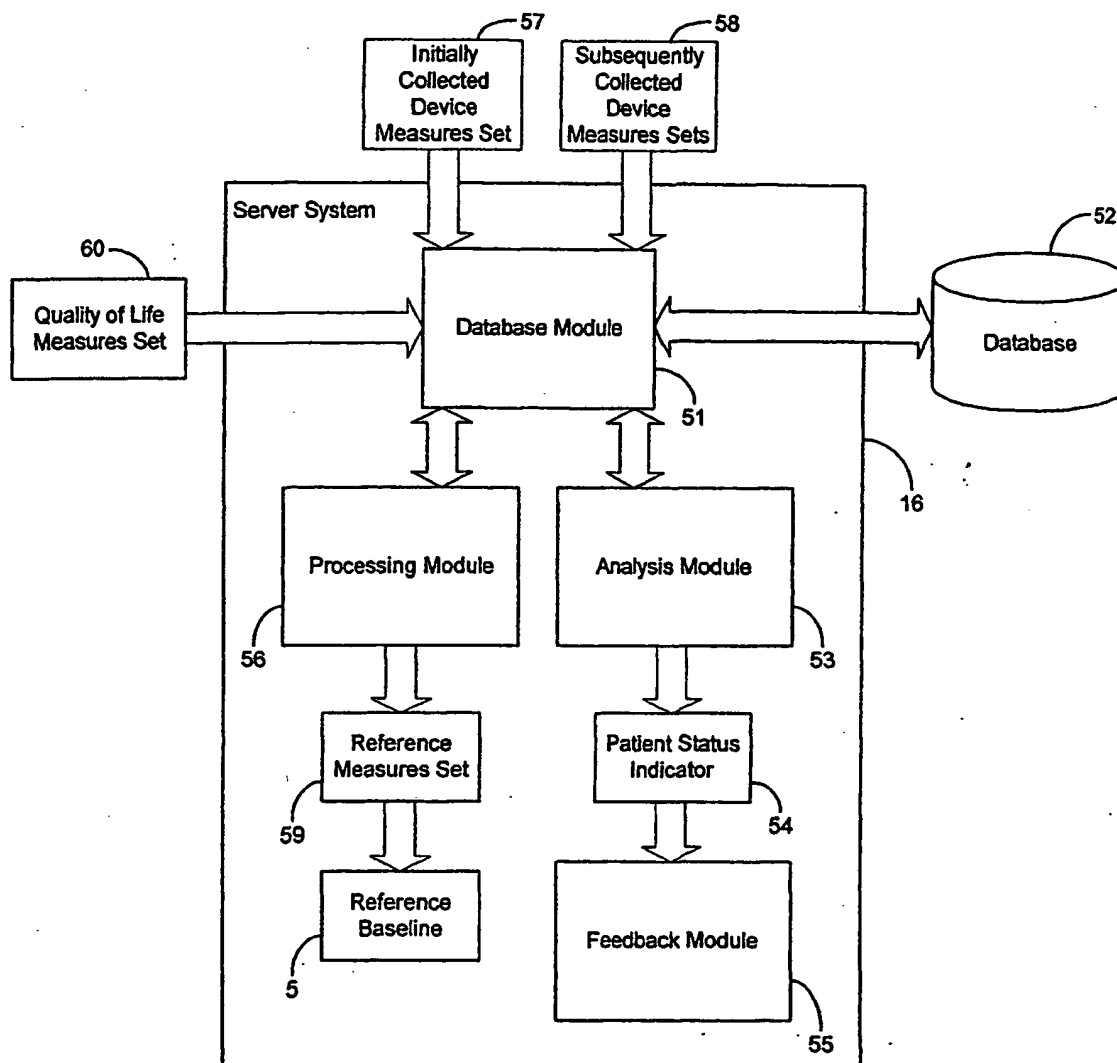 57
58
Initially
Collected
Device
Measures Set
Subsequently
Collected
Device
Measures Sets
Server System
60
52
Quality of Life
Measures Set
Database Module
Database
51
16
Processing Module
Analysis Module
56
53
Reference
Measures Set
Patient Status
Indicator
59
54
Reference
Baseline
Feedback Module
5
55